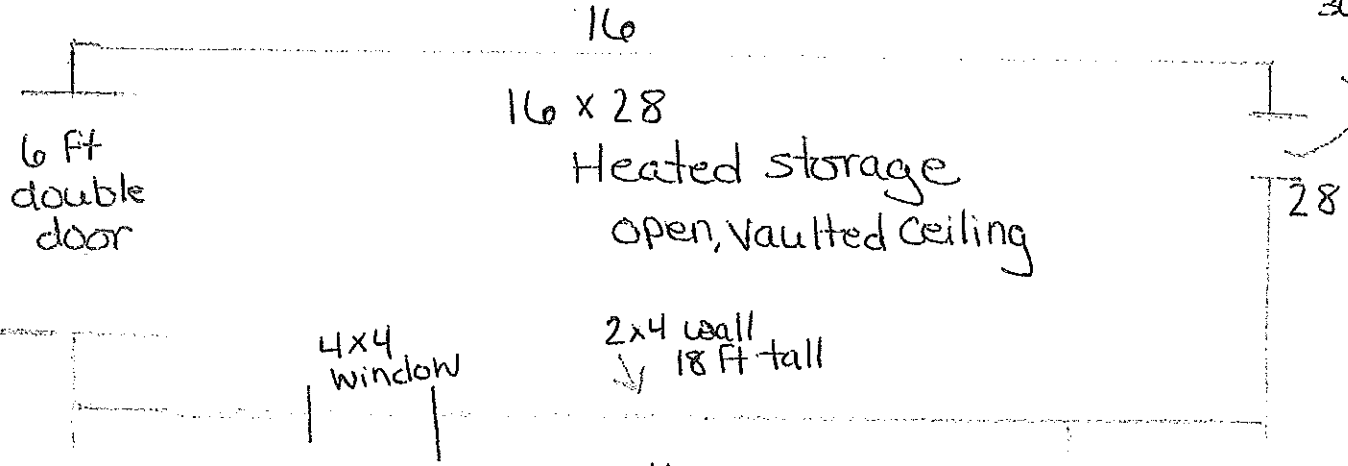 16
16 x 28
Heated storage
open, vaulted ceiling
6 ft
double
door
28
4x4
window
2x4 wall
18 ft tall